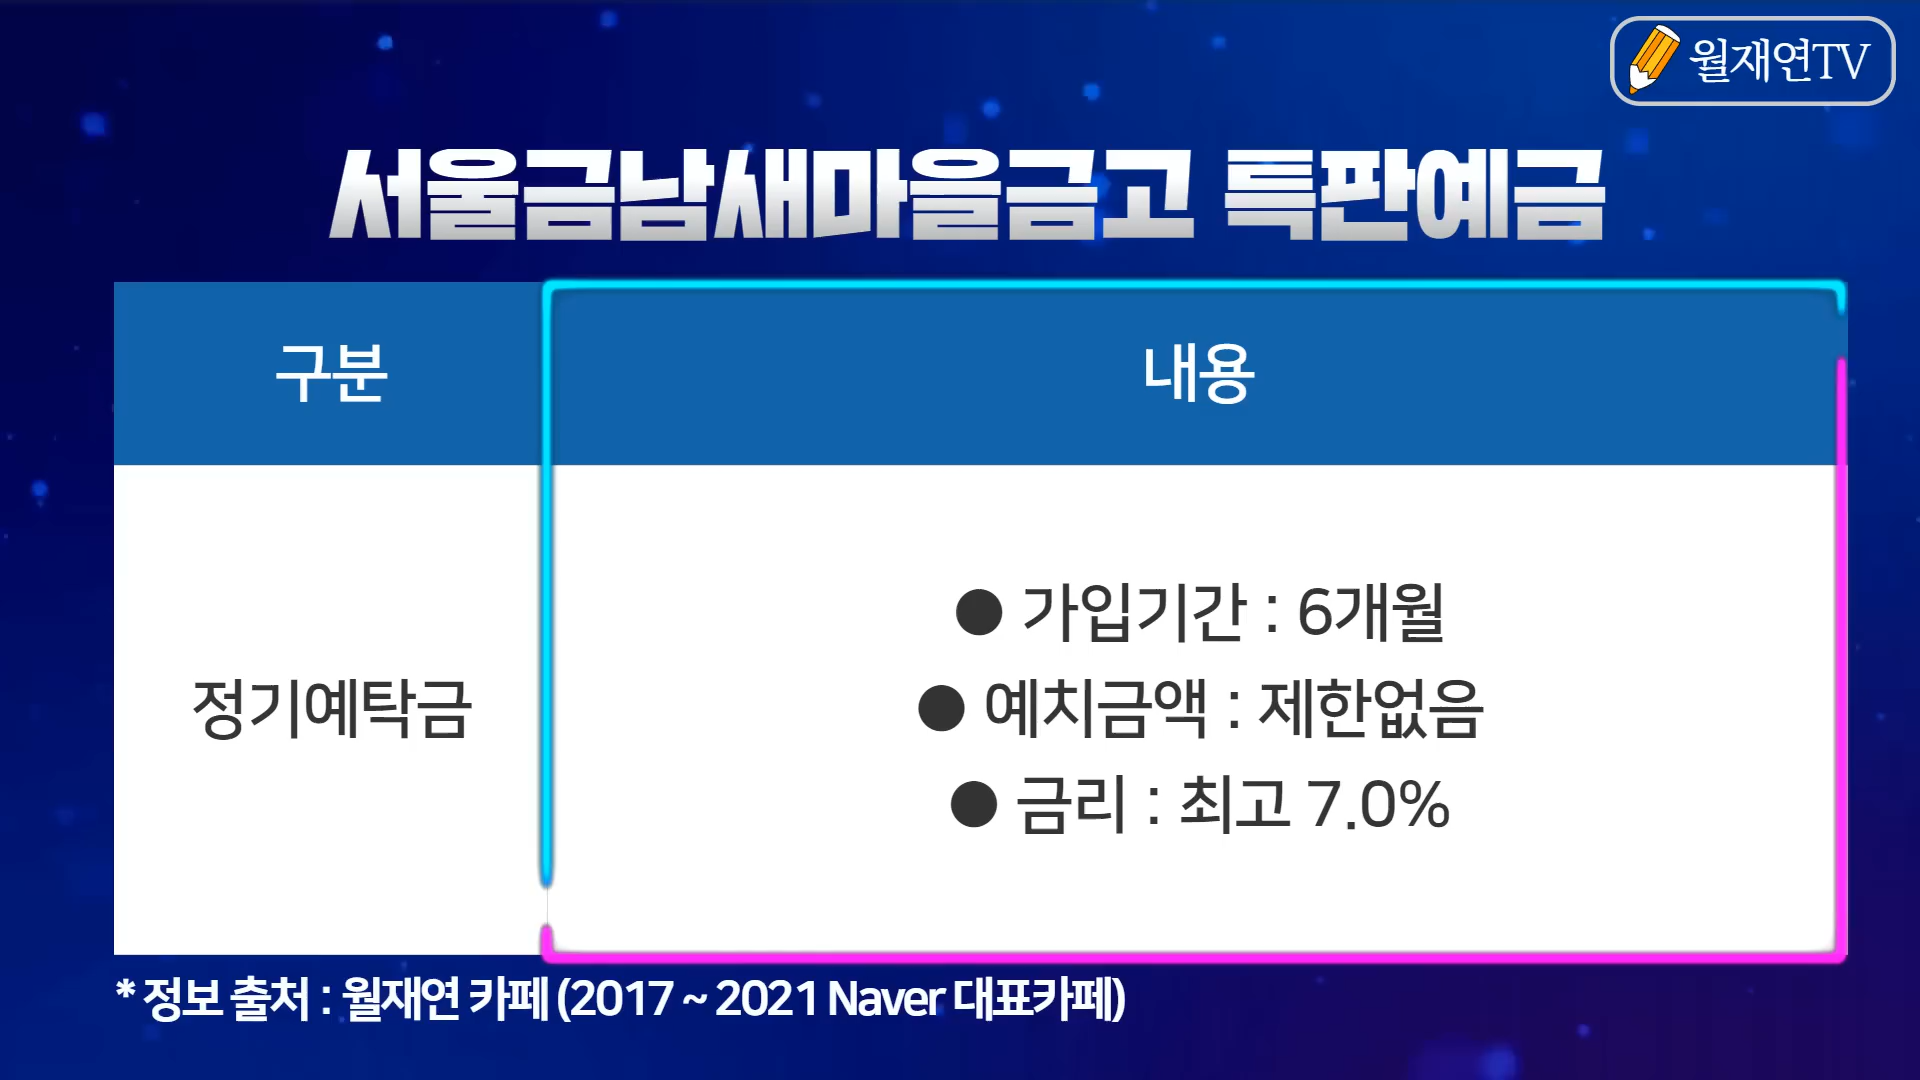 월재연TV
서울금남새마을금고 특판예금
구분
내용
정기예탁금
● 가입기간 : 6개월
● 예치금액 : 제한없음
● 금리 : 최고 7.0%
* 정보 출처 : 월재연 카페 (2017 ~ 2021 Naver 대표카페)